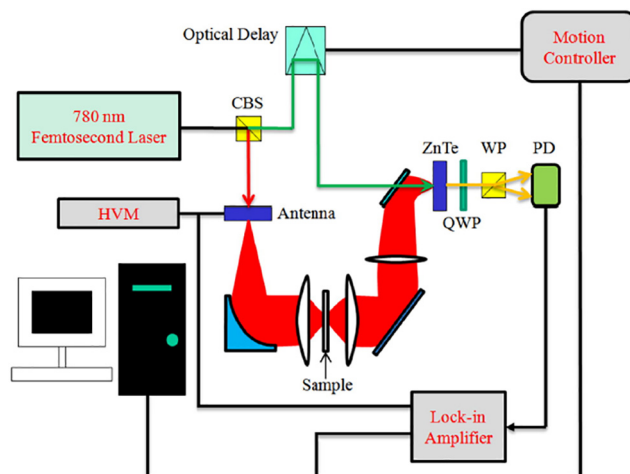 Optical Delay
Motion
Controller
780 nm
Femtosecond Laser
CBS
ZnTe
WP
PD
QWP
HVM
Antenna
Sample
Lock-in
Amplifier